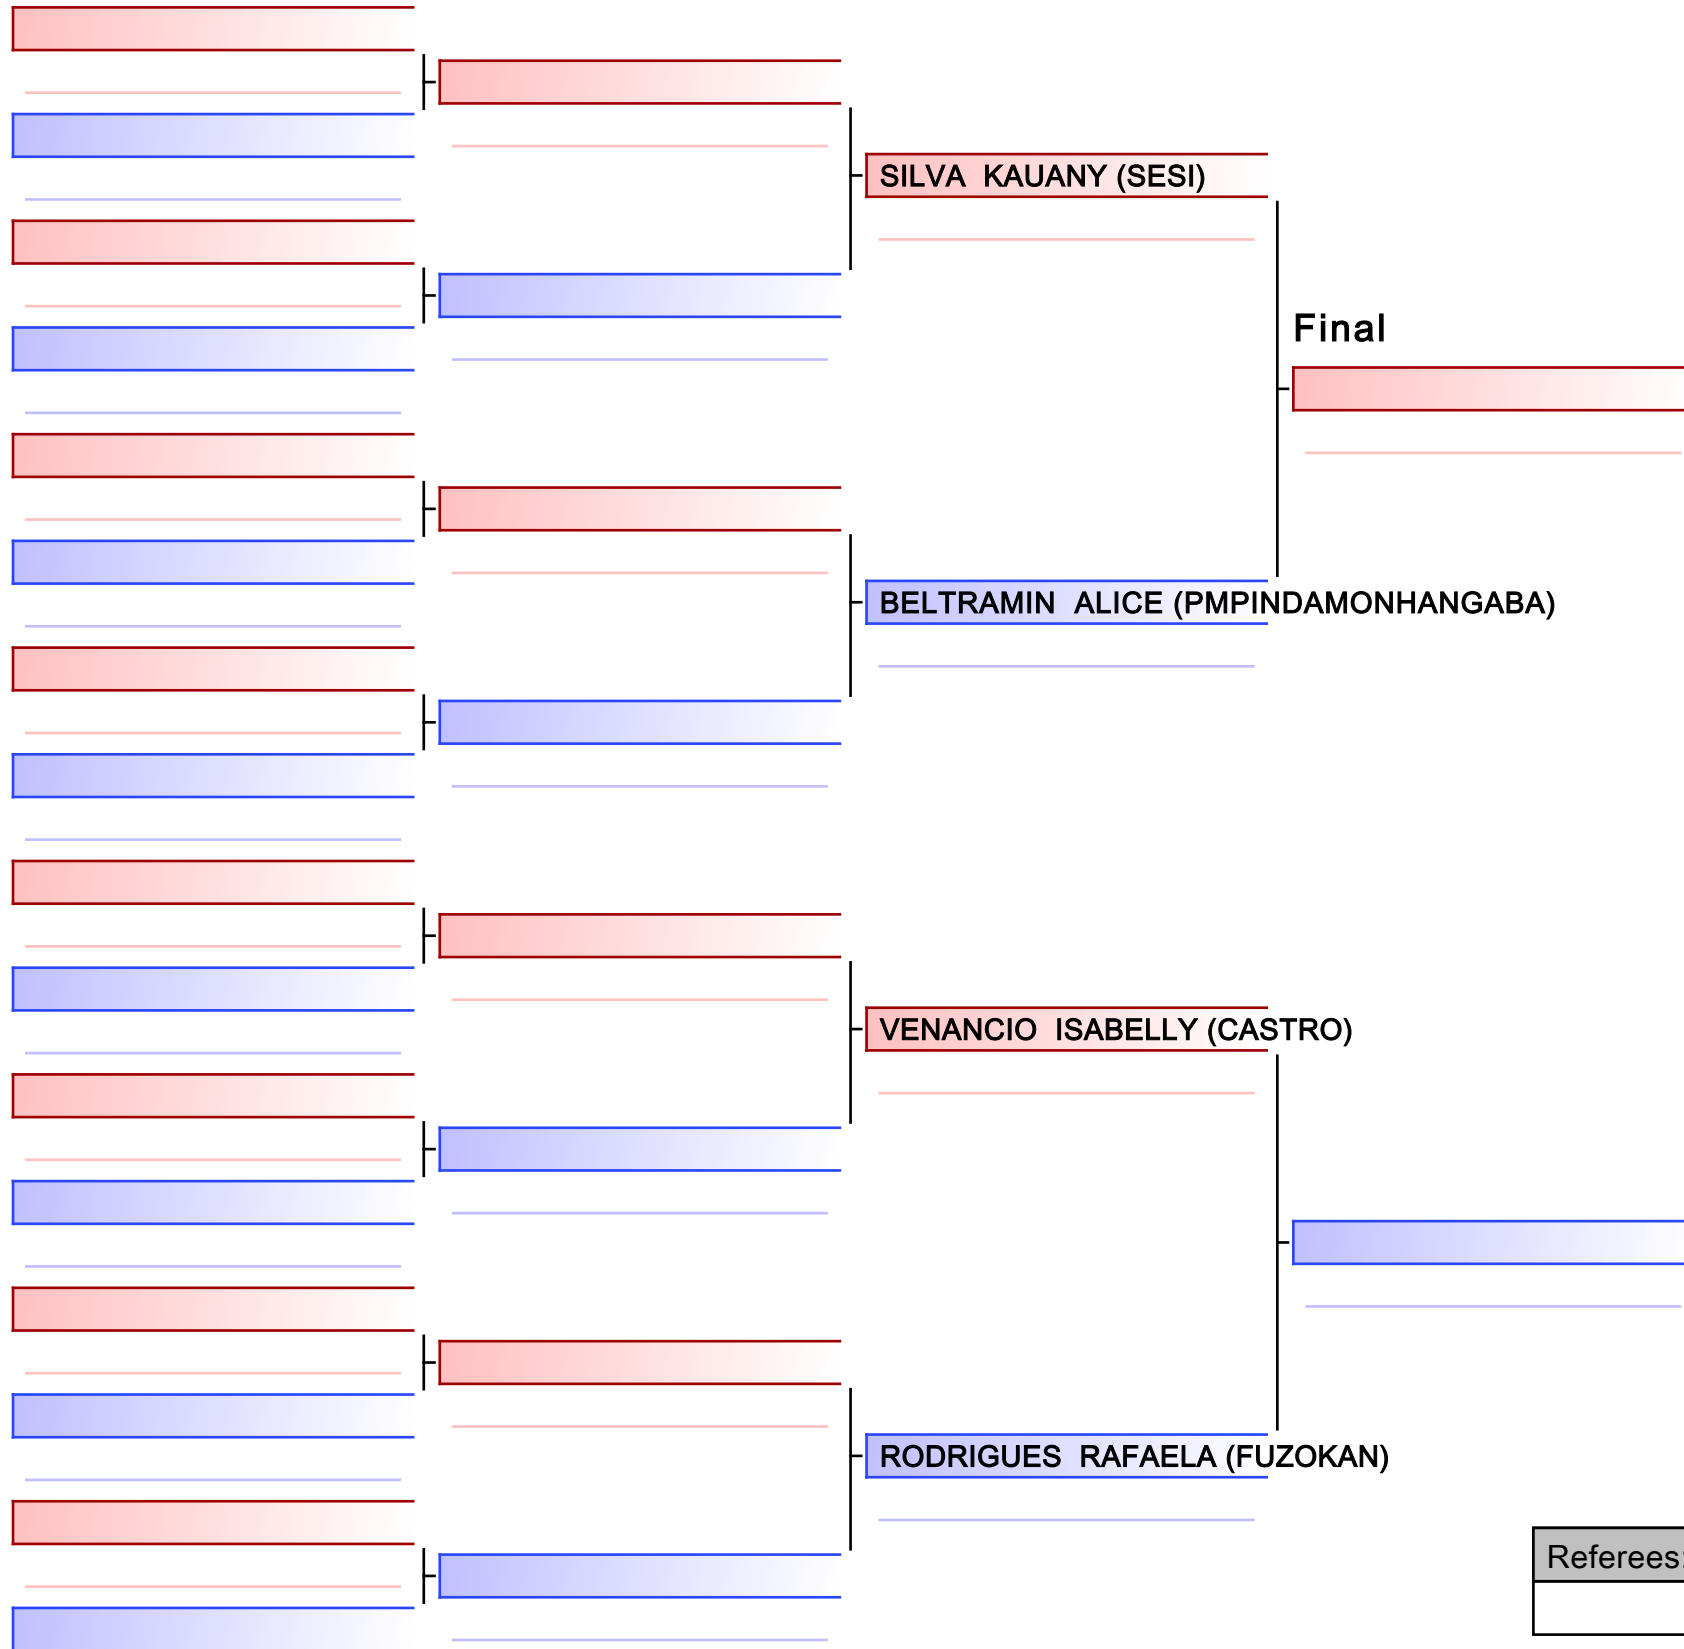 SILVA  KAUANY (SESI)
Final
BELTRAMIN  ALICE (PMPINDAMONHANGABA)
VENANCIO  ISABELLY (CASTRO)
RODRIGUES  RAFAELA (FUZOKAN)
Referees: